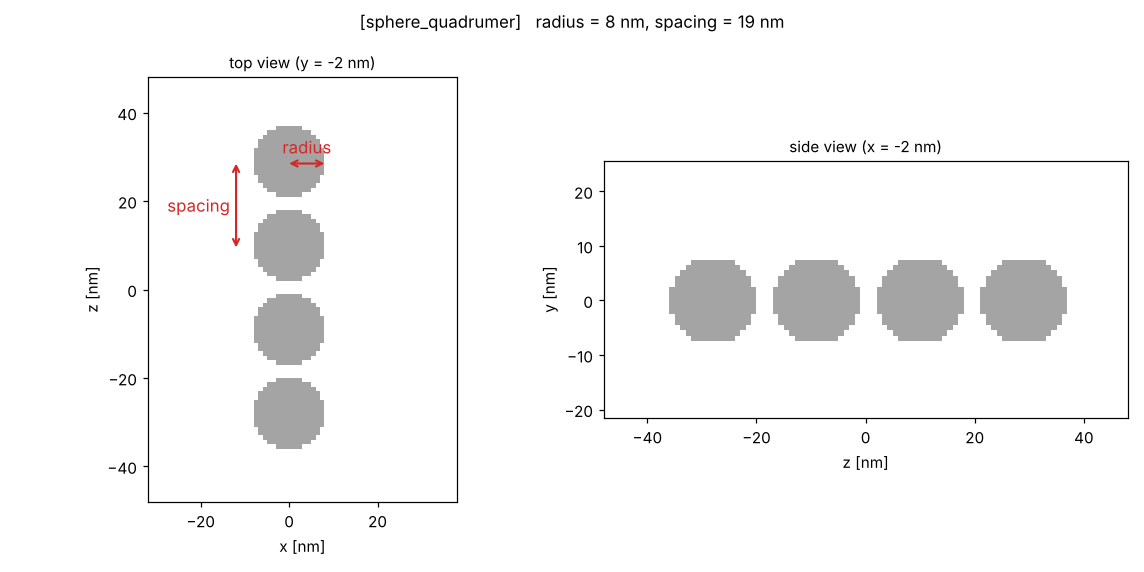 [sphere_quadrumer]   radius = 8 nm, spacing = 19 nm
top view (y = -2 nm)
40
20
0
−20
−40
z [nm]
radius
spacing
−20
0
20
x [nm]
side view (x = -2 nm)
20
10
0
−10
−20
y [nm]
−40
−20
0
20
40
z [nm]